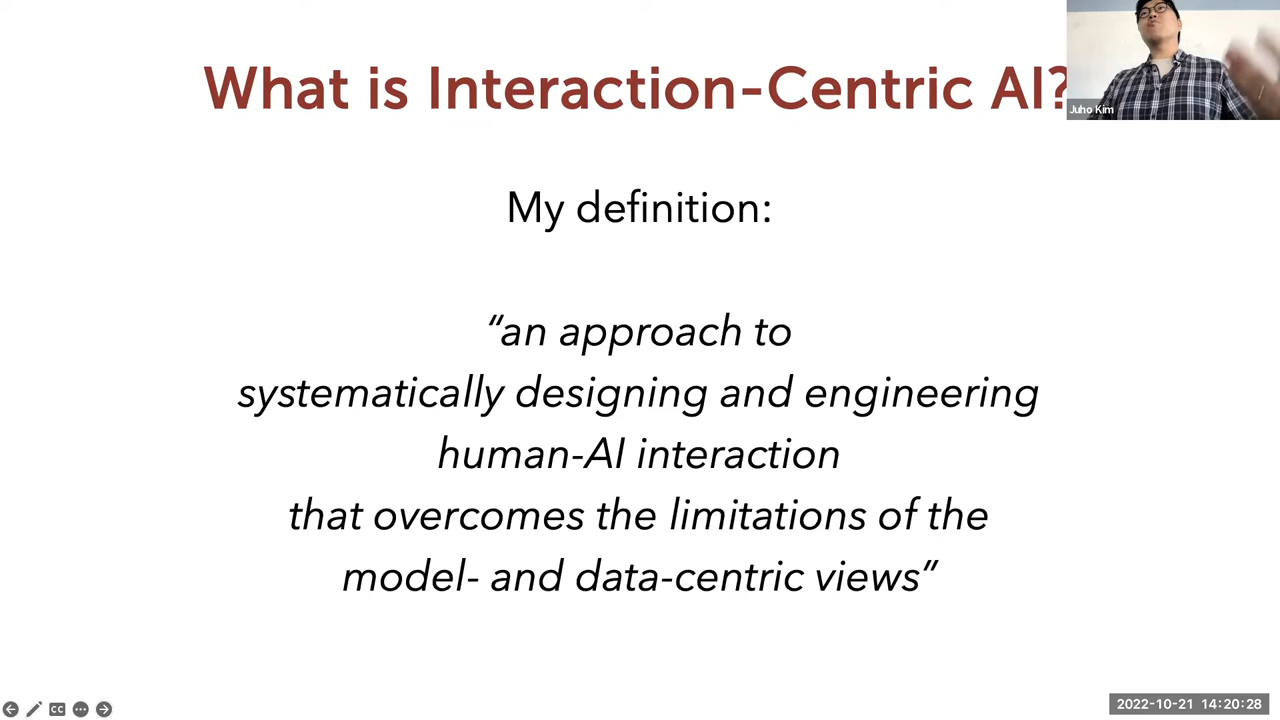 What is Interaction-Centric AI?
Juho Kim
My definition:
“an approach to
systematically designing and engineering
human-AI interaction
that overcomes the limitations of the
model- and data-centric views”
CC
2022-10-21 14:20:28